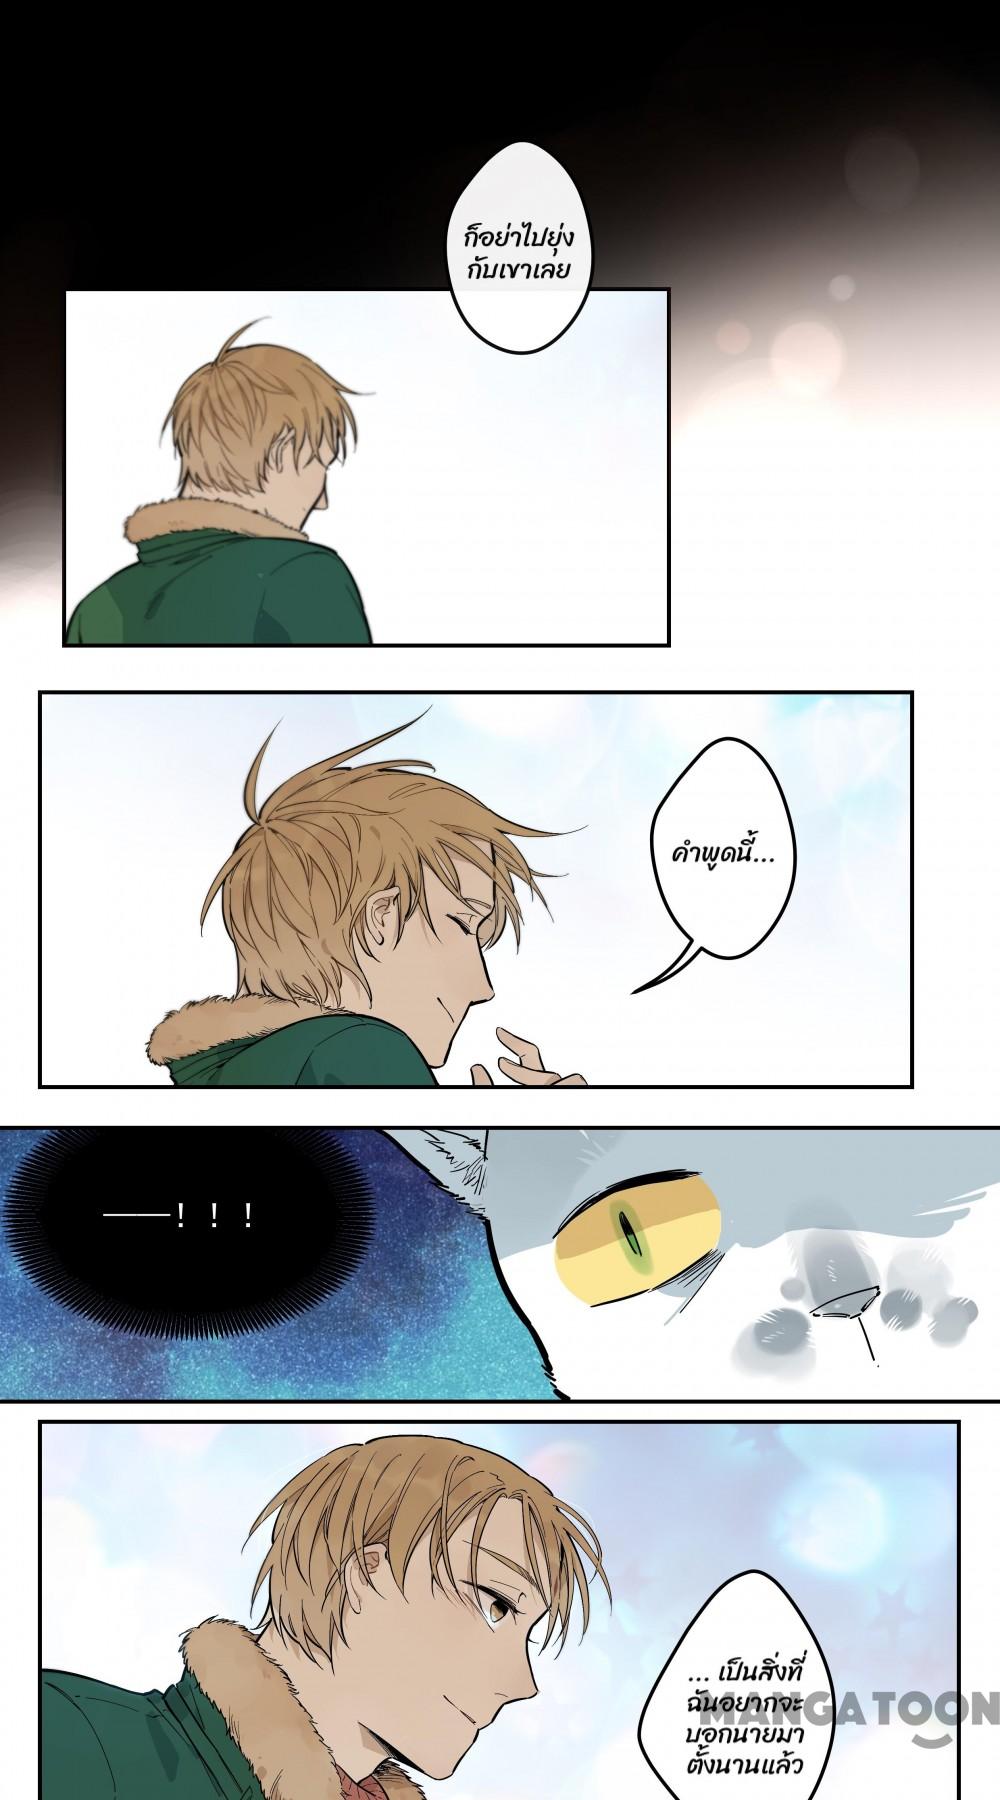 ก็อย่าไปยุ่ง
กับเขาเลย
คำพูดนี้...
——！！！
... เป็นสิ่งที่
ฉันอยากจะ
บอกนายมา
ตั้งนานแล้ว
MANGATOON